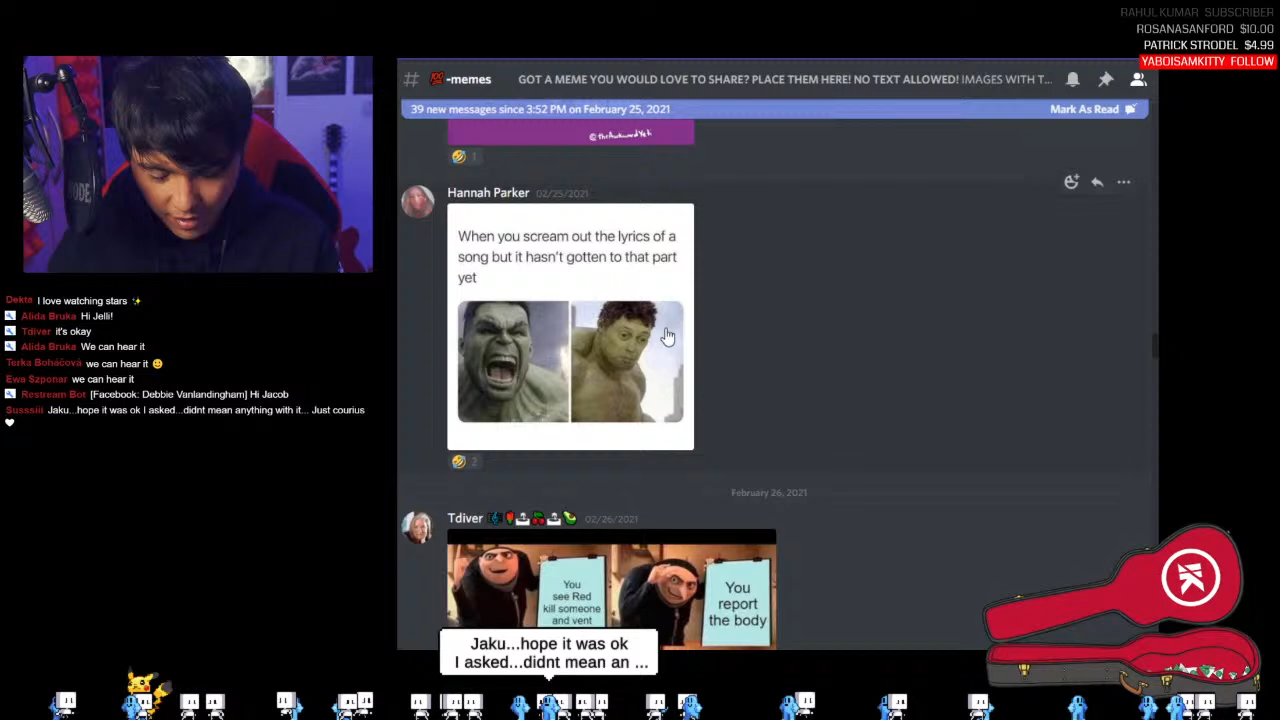 RAHUL KUMAR SUBSCRIBER
ROSANASANFORD $10.00
PATRICK STRODEL $4.99
YABOISAMKITTY FOLLOW
# 💯-memes GOT A MEME YOU WOULD LOVE TO SHARE? PLACE THEM HERE! NO TEXT ALLOWED! IMAGES WITH T...
39 new messages since 3:52 PM on February 25, 2021 Mark As Read
@theAwkwardYeti
1
Hannah Parker 02/25/2021
When you scream out the lyrics of a
song but it hasn't gotten to that part
yet
2
February 26, 2021
Tdiver 02/26/2021
You
see Red
kill someone
and vent
You
report
the body
Dekta I love watching stars ✨
Alida Bruka Hi Jelli!
Tdiver it's okay
Alida Bruka We can hear it
Terka Boháčová we can hear it 🙂
Ewa Szponar we can hear it
Restream Bot [Facebook: Debbie Vanlandingham] Hi Jacob
Susssiii Jaku...hope it was ok I asked...didnt mean anything with it... Just courius
🤍
Jaku...hope it was ok
I asked...didnt mean an ...